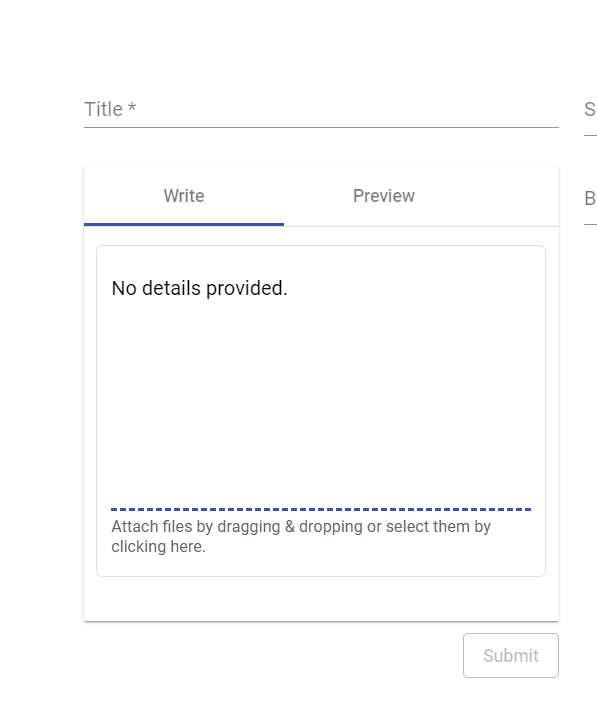 Title *
S
Write Preview
B
No details provided.
Attach files by dragging & dropping or select them by
clicking here.
Submit